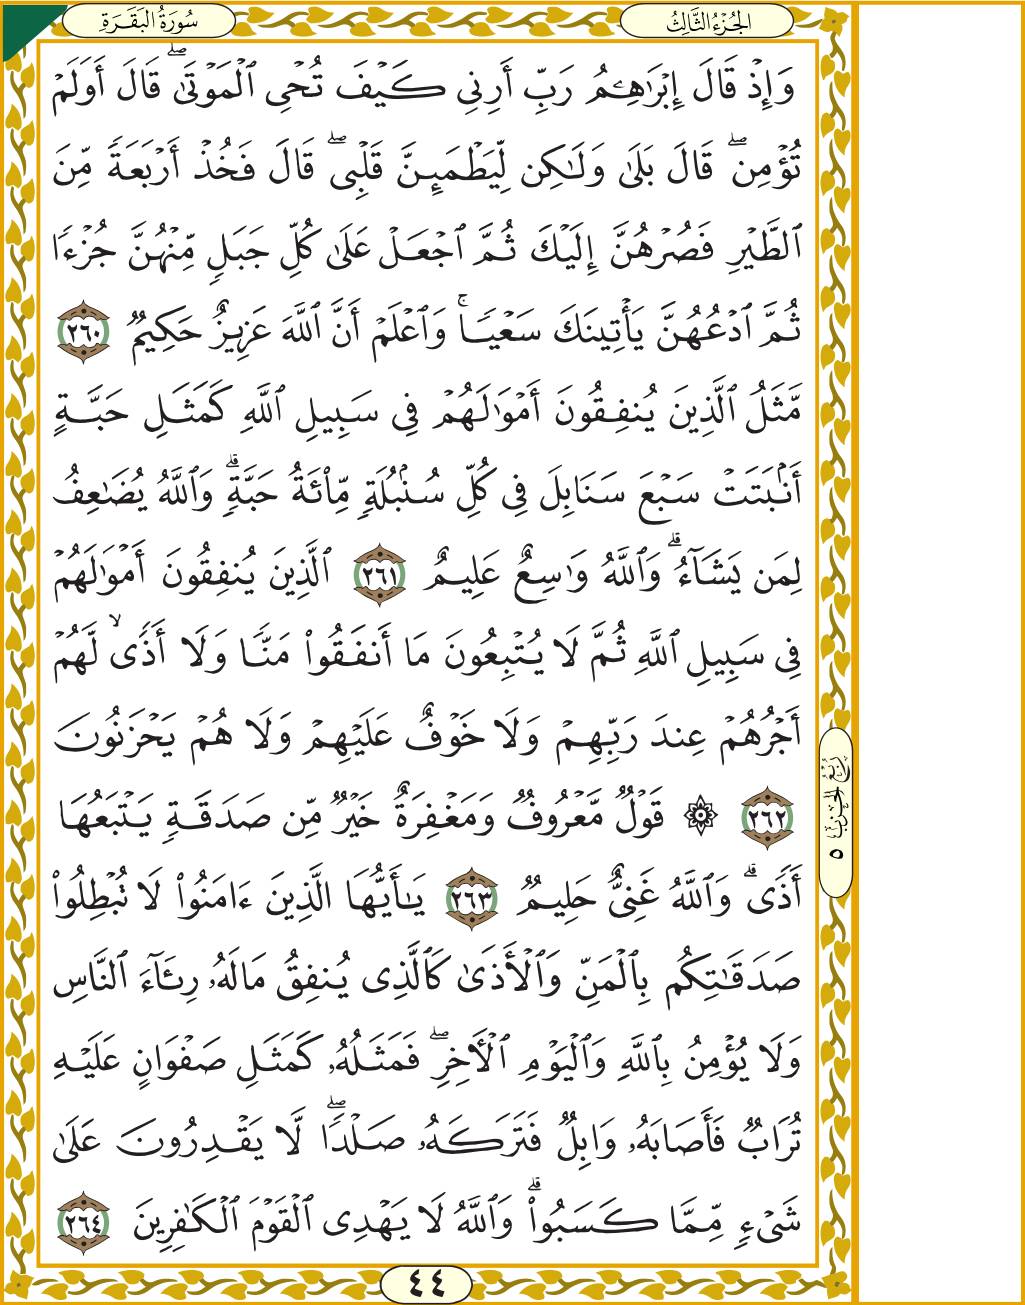 الجُزْءُ الثَّالِثُ
سُورَةُ البَقَرَةِ
وَإِذْ قَالَ إِبْرَٰهِـۧمُ رَبِّ أَرِنِي كَيْفَ تُحْيِ ٱلْمَوْتَىٰۖ قَالَ أَوَلَمْ
تُؤْمِنۖ قَالَ بَلَىٰ وَلَٰكِن لِّيَطْمَئِنَّ قَلْبِيۖ قَالَ فَخُذْ أَرْبَعَةً مِّنَ
ٱلطَّيْرِ فَصُرْهُنَّ إِلَيْكَ ثُمَّ ٱجْعَلْ عَلَىٰ كُلِّ جَبَلٍ مِّنْهُنَّ جُزْءًا
ثُمَّ ٱدْعُهُنَّ يَأْتِينَكَ سَعْيًاۚ وَٱعْلَمْ أَنَّ ٱللَّهَ عَزِيزٌ حَكِيمٌ ٢٦٠
مَّثَلُ ٱلَّذِينَ يُنفِقُونَ أَمْوَٰلَهُمْ فِي سَبِيلِ ٱللَّهِ كَمَثَلِ حَبَّةٍ
أَنۢبَتَتْ سَبْعَ سَنَابِلَ فِي كُلِّ سُنۢبُلَةٍ مِّا۟ئَةُ حَبَّةٍۗ وَٱللَّهُ يُضَٰعِفُ
لِمَن يَشَآءُۗ وَٱللَّهُ وَٰسِعٌ عَلِيمٌ ٢٦١ ٱلَّذِينَ يُنفِقُونَ أَمْوَٰلَهُمْ
فِي سَبِيلِ ٱللَّهِ ثُمَّ لَا يُتْبِعُونَ مَا أَنفَقُوا۟ مَنًّا وَلَا أَذًىۙ لَّهُمْ
أَجْرُهُمْ عِندَ رَبِّهِمْ وَلَا خَوْفٌ عَلَيْهِمْ وَلَا هُمْ يَحْزَنُونَ
٢٦٢ ۞ قَوْلٌ مَّعْرُوفٌ وَمَغْفِرَةٌ خَيْرٌ مِّن صَدَقَةٍ يَتْبَعُهَا
أَذًىۗ وَٱللَّهُ غَنِيٌّ حَلِيمٌ ٢٦٣ يَٰأَيُّهَا ٱلَّذِينَ ءَامَنُوا۟ لَا تُبْطِلُوا۟
صَدَقَٰتِكُم بِٱلْمَنِّ وَٱلْأَذَىٰ كَٱلَّذِي يُنفِقُ مَالَهُۥ رِئَآءَ ٱلنَّاسِ
وَلَا يُؤْمِنُ بِٱللَّهِ وَٱلْيَوْمِ ٱلْأَخِرِۖ فَمَثَلُهُۥ كَمَثَلِ صَفْوَانٍ عَلَيْهِ
تُرَابٌ فَأَصَابَهُۥ وَابِلٌ فَتَرَكَهُۥ صَلْدًاۖ لَّا يَقْدِرُونَ عَلَىٰ
شَيْءٍ مِّمَّا كَسَبُوا۟ۗ وَٱللَّهُ لَا يَهْدِي ٱلْقَوْمَ ٱلْكَٰفِرِينَ ٢٦٤
رُبْعُ الحِزْبِ ٥
٤٤